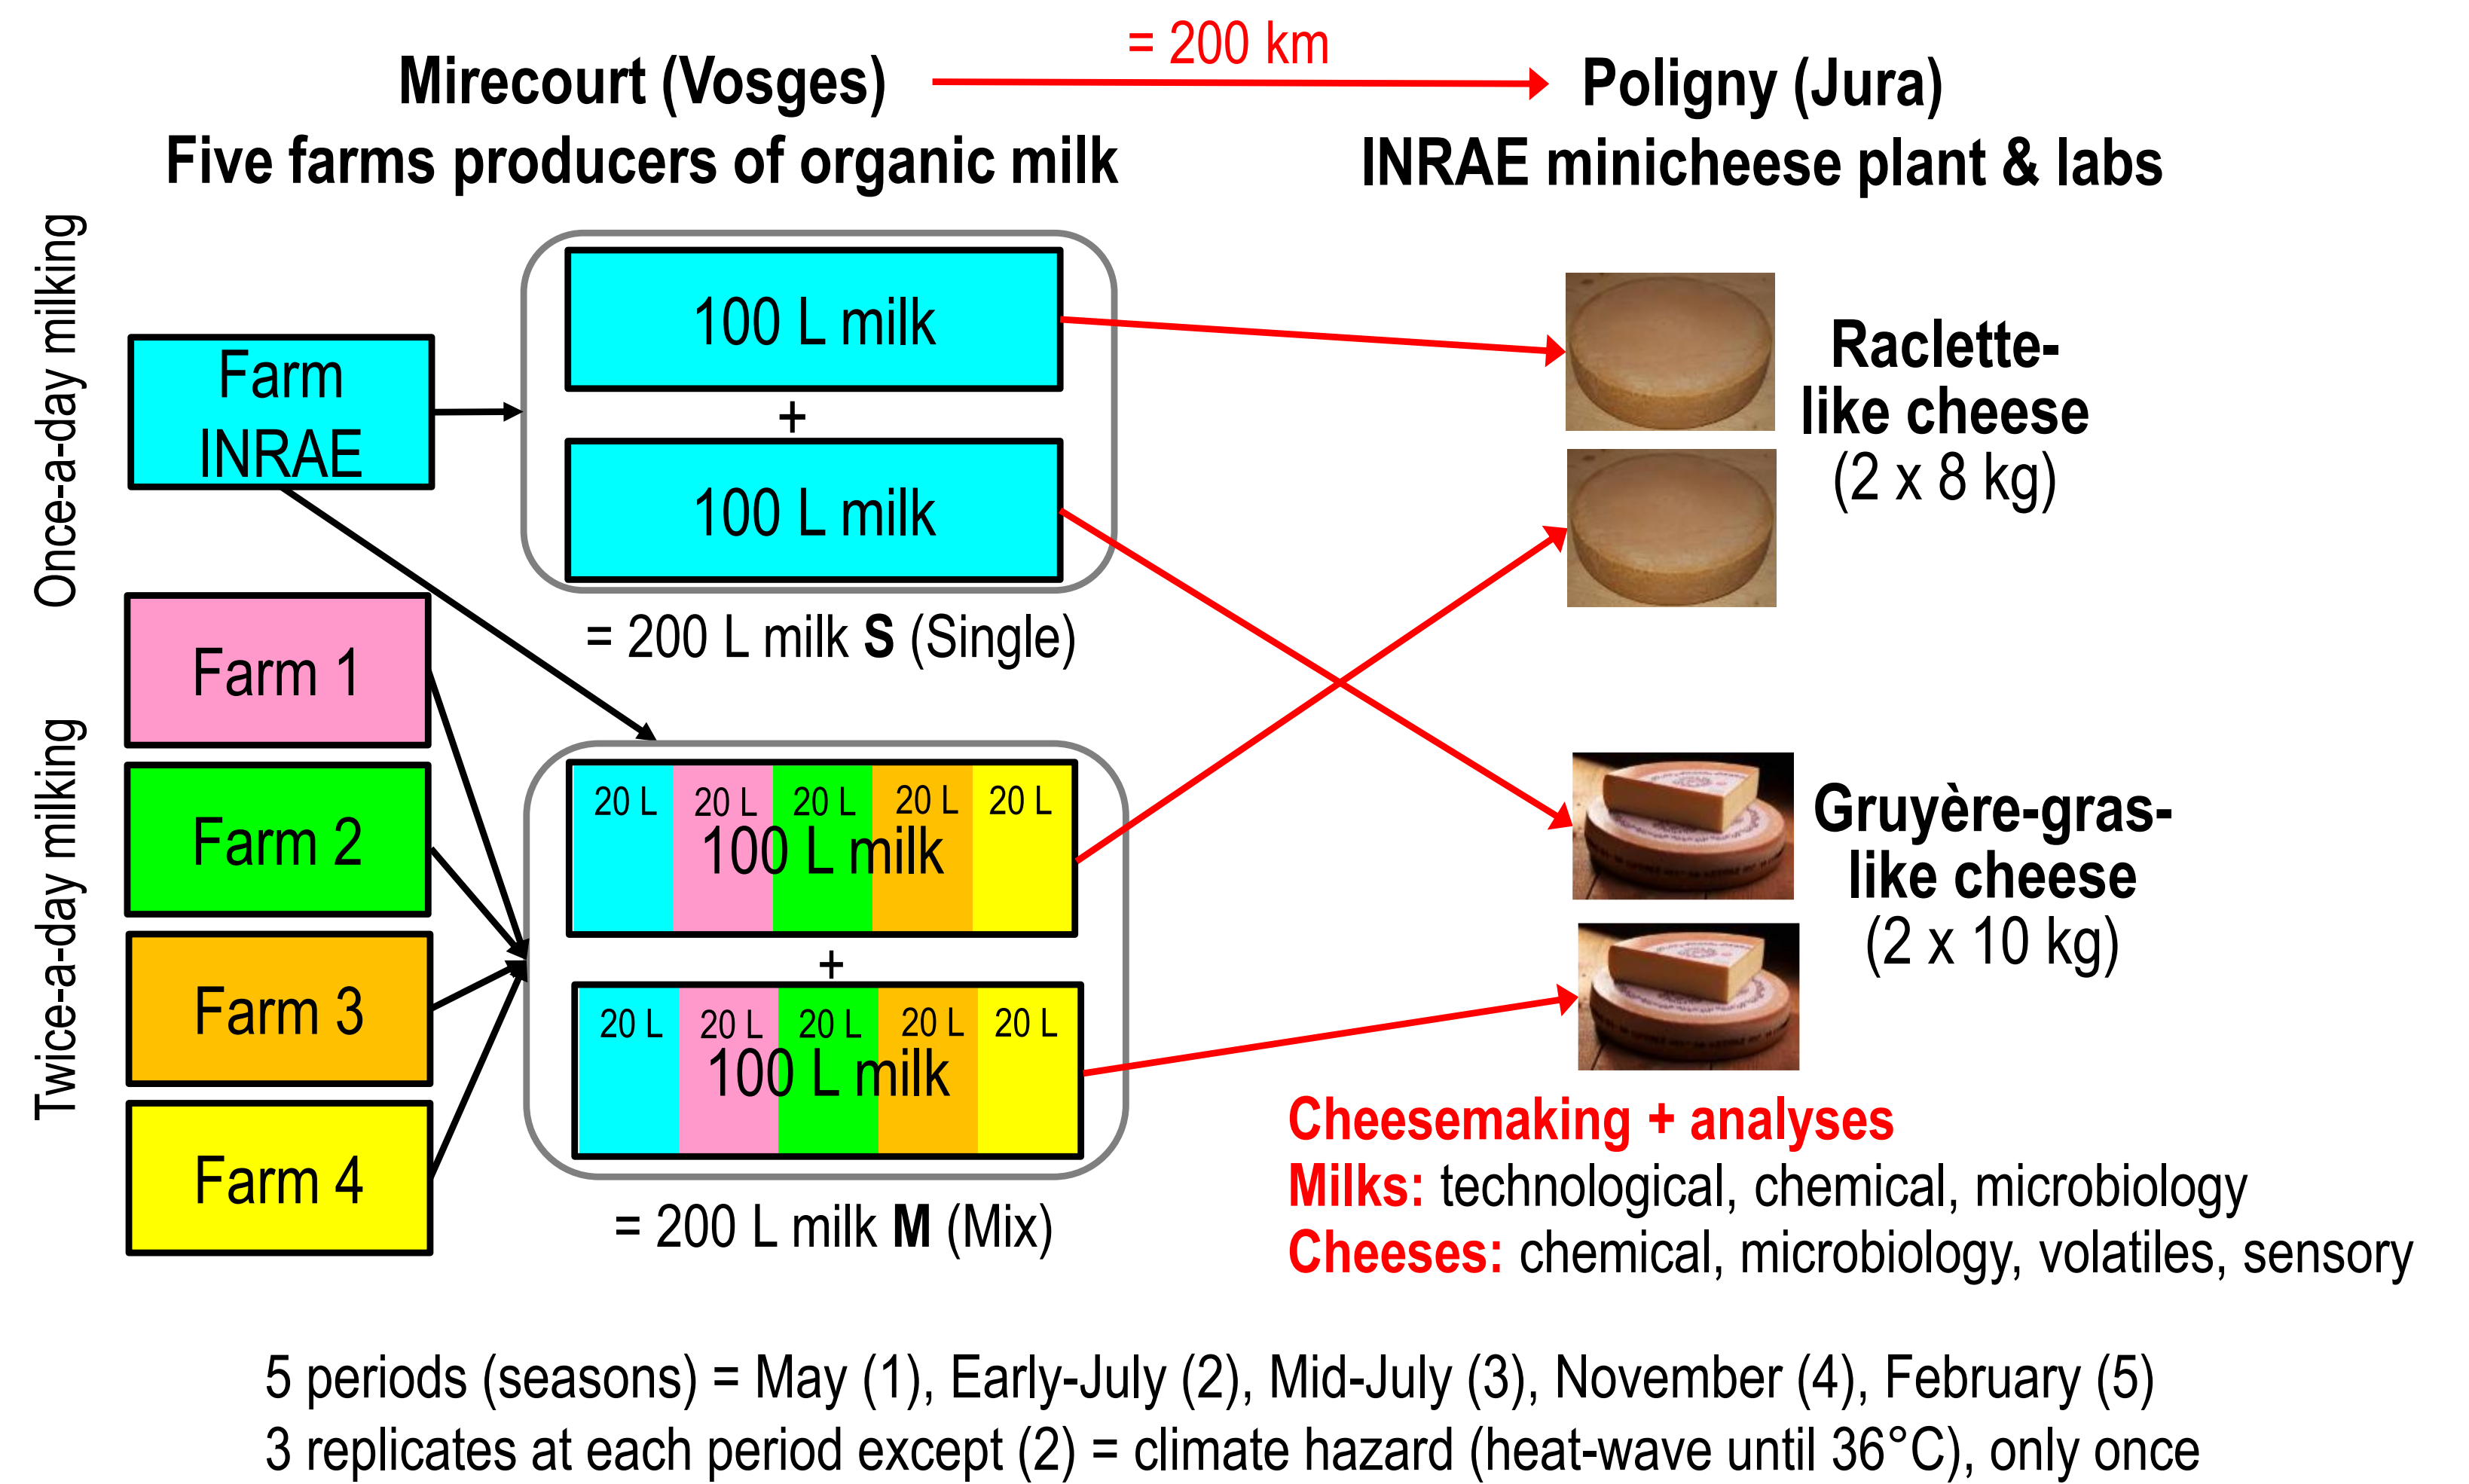 = 200 km
Mirecourt (Vosges)
Five farms producers of organic milk
Poligny (Jura)
INRAE minicheese plant & labs
Once-a-day milking
Farm
INRAE
100 L milk
+
100 L milk
= 200 L milk S (Single)
Raclette-
like cheese
(2 x 8 kg)
Twice-a-day milking
Farm 1
Farm 2
Farm 3
Farm 4
20 L 20 L 20 L 20 L 20 L
100 L milk
+
20 L 20 L 20 L 20 L 20 L
100 L milk
= 200 L milk M (Mix)
Gruyère-gras-
like cheese
(2 x 10 kg)
Cheesemaking + analyses
Milks: technological, chemical, microbiology
Cheeses: chemical, microbiology, volatiles, sensory
5 periods (seasons) = May (1), Early-July (2), Mid-July (3), November (4), February (5)
3 replicates at each period except (2) = climate hazard (heat-wave until 36°C), only once